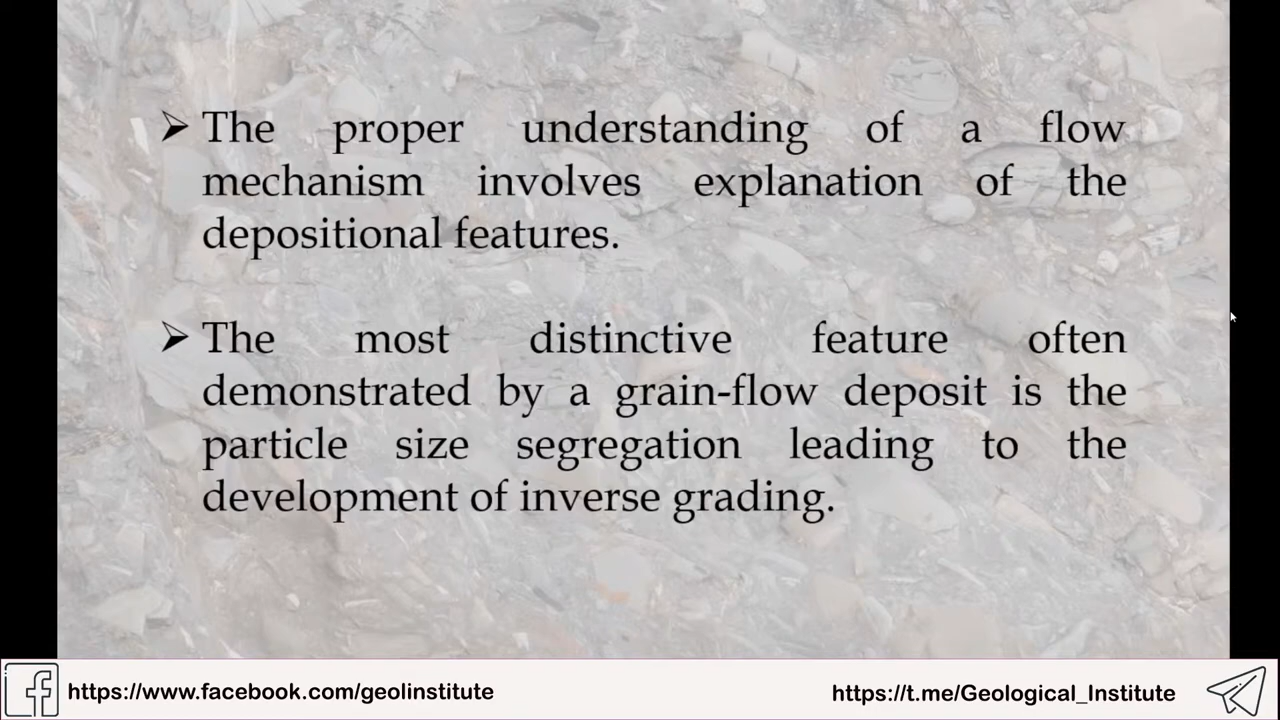 ➢ The proper understanding of a flow
mechanism involves explanation of the
depositional features.
➢ The most distinctive feature often
demonstrated by a grain-flow deposit is the
particle size segregation leading to the
development of inverse grading.
https://www.facebook.com/geolinstitute
https://t.me/Geological_Institute